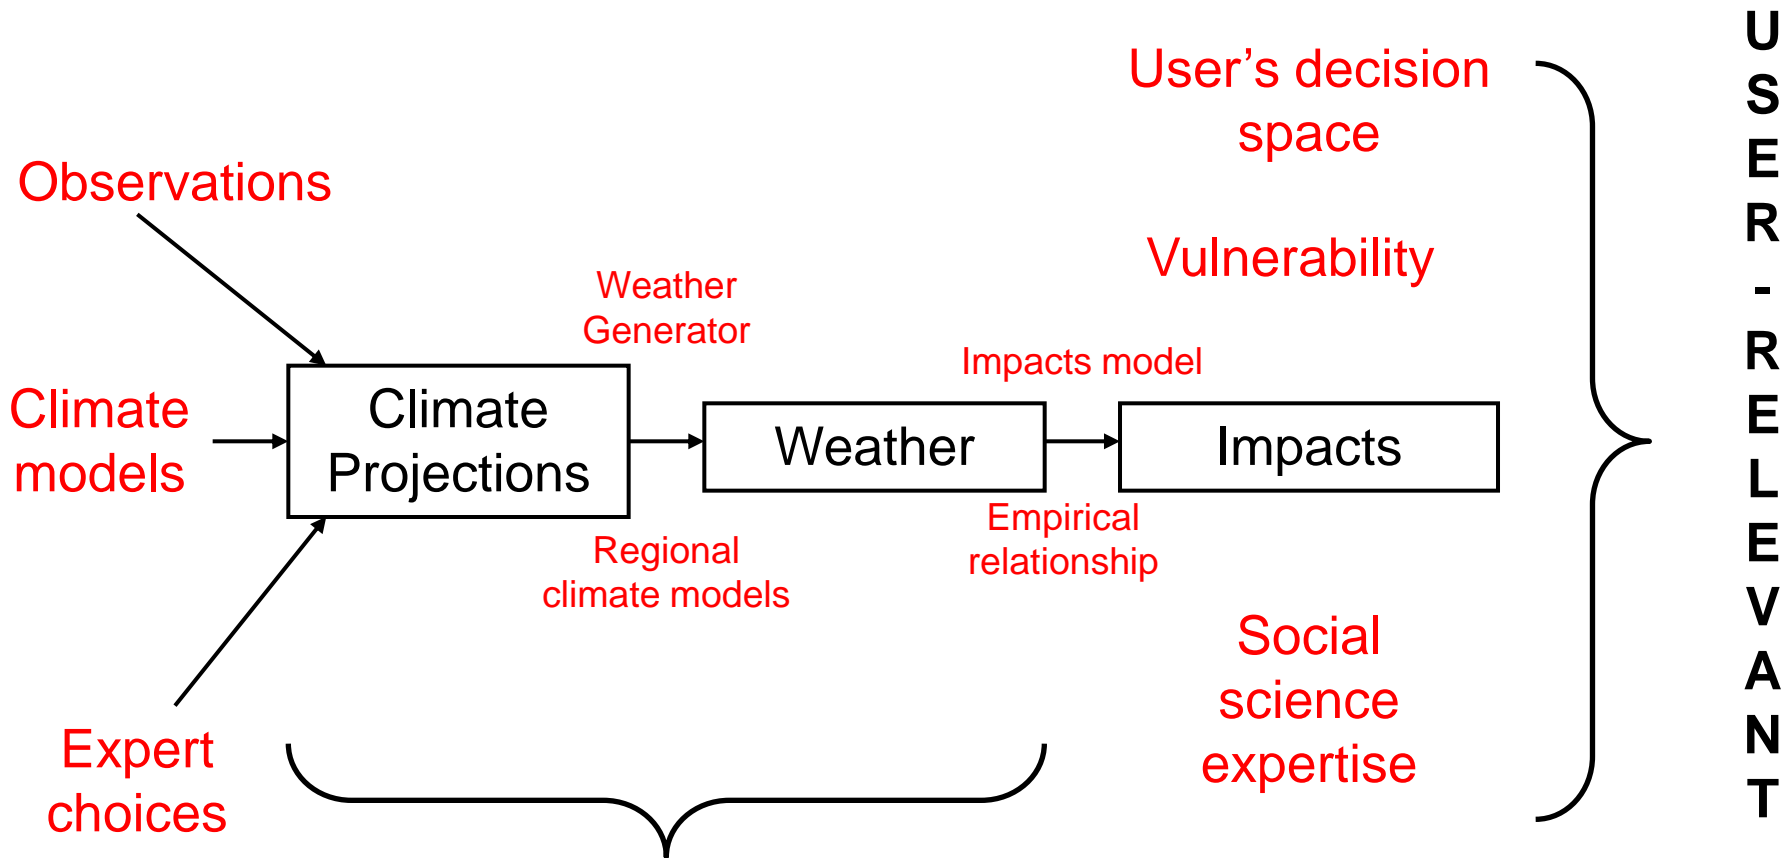 User’s decision
space
Observations
Vulnerability
Weather
Generator
Impacts model
Climate
models
Climate
Projections
Weather
Impacts
Empirical
relationship
Regional
climate models
Social
science
expertise
Expert
choices
U
S
E
R
-
R
E
L
E
V
A
N
T